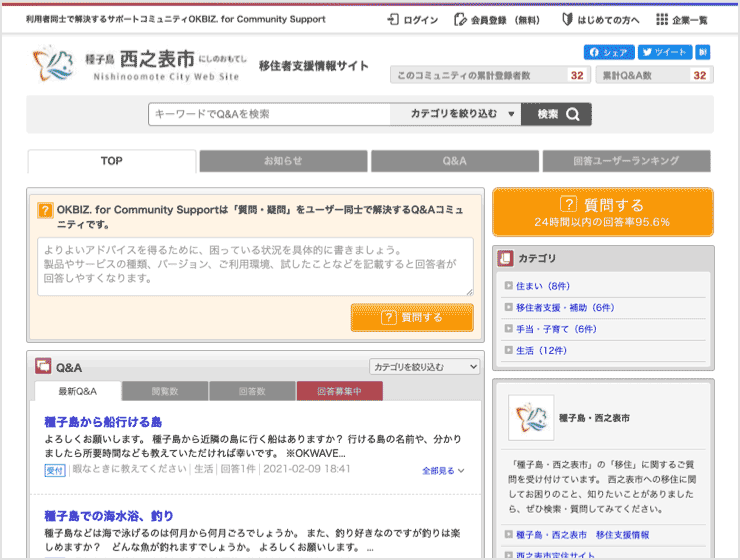 利用者同士で解決するサポートコミュニティOKBIZ. for Community Support
ログイン
会員登録 （無料）
はじめての方へ
企業一覧
種子島 西之表市 にしのおもてし
Nishinoomote City Web Site
移住者支援情報サイト
シェア
ツイート
B!
このコミュニティの累計登録者数 32
累計Q&A数 32
キーワードでQ&Aを検索
カテゴリを絞り込む ▼
検索
TOP
お知らせ
Q&A
回答ユーザーランキング
OKBIZ. for Community Supportは「質問・疑問」をユーザー同士で解決するQ&Aコミュ
ニティです。
よりよいアドバイスを得るために、困っている状況を具体的に書きましょう。
製品やサービスの種類、バージョン、ご利用環境、試したことなどを記載すると回答者が
回答しやすくなります。
? 質問する
? 質問する
24時間以内の回答率95.6%
カテゴリ
住まい（8件）
移住者支援・補助（6件）
手当・子育て（6件）
生活（12件）
Q&A
カテゴリを絞り込む
最新Q&A
閲覧数
回答数
回答募集中
種子島から船行ける島
よろしくお願いします。 種子島から近隣の島に行く船はありますか？ 行ける島の名前や、分かり
ましたら所要時間なども教えていただければ幸いです。 ※OKWAVE...
受付 暇なときに教えてください | 生活 | 回答1件 | 2021-02-09 18:41
全部見る
種子島での海水浴、釣り
種子島などは海で泳げるのは何月から何月ごろでしょうか。 また、釣り好きなのですが釣りは楽
しめますか？ どんな魚が釣れますでしょうか。 よろしくお願いします。 ...
種子島・西之表市
「種子島・西之表市」の「移住」に関するご質
問を受け付けています。 西之表市への移住に関
してお困りのこと、知りたいことがありました
ら、ぜひ検索・質問してみてください。
種子島・西之表市 移住支援情報
西之表市定住サイト